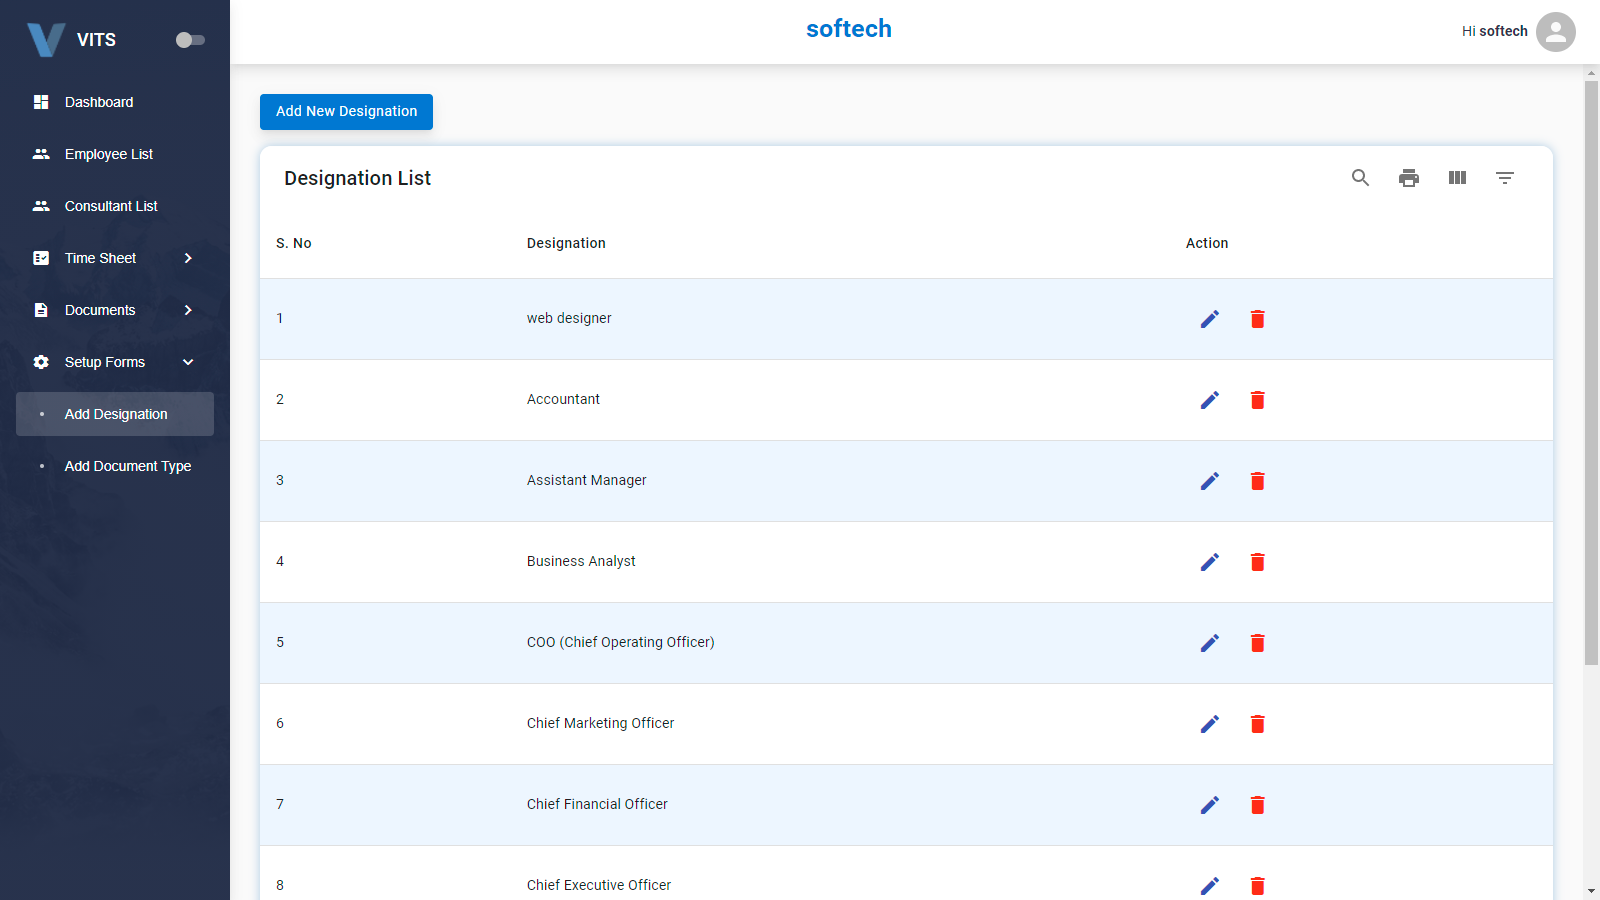 VITS
softech
Hi softech
Dashboard
Employee List
Consultant List
Time Sheet
Documents
Setup Forms
Add Designation
Add Document Type
Add New Designation
Designation List
S. No Designation Action
1 web designer
2 Accountant
3 Assistant Manager
4 Business Analyst
5 COO (Chief Operating Officer)
6 Chief Marketing Officer
7 Chief Financial Officer
8 Chief Executive Officer